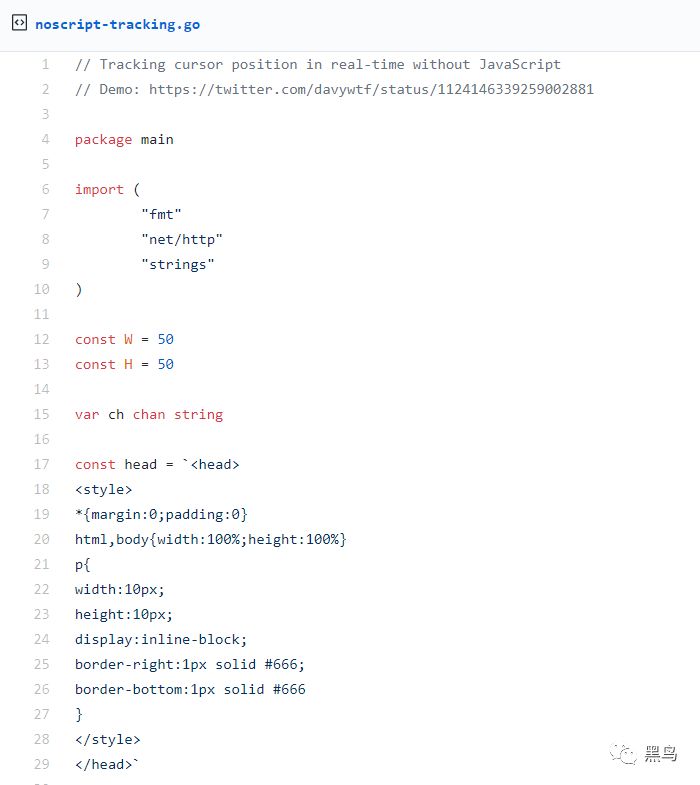 noscript-tracking.go
1 // Tracking cursor position in real-time without JavaScript
2 // Demo: https://twitter.com/davywtf/status/1124146339259002881
3
4 package main
5
6 import (
7 "fmt"
8 "net/http"
9 "strings"
10 )
11
12 const W = 50
13 const H = 50
14
15 var ch chan string
16
17 const head = `<head>
18 <style>
19 *{margin:0;padding:0}
20 html,body{width:100%;height:100%}
21 p{
22 width:10px;
23 height:10px;
24 display:inline-block;
25 border-right:1px solid #666;
26 border-bottom:1px solid #666
27 }
28 </style>
29 </head>`
黑鸟